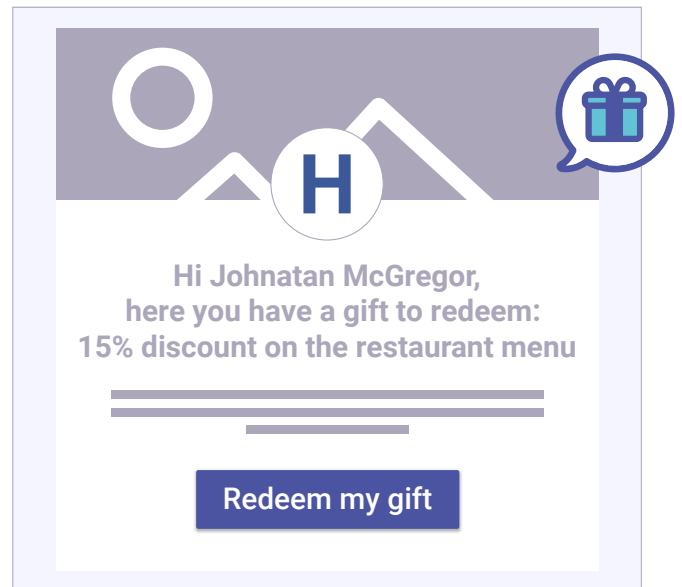 H
Hi Johnatan McGregor,
here you have a gift to redeem:
15% discount on the restaurant menu
Redeem my gift